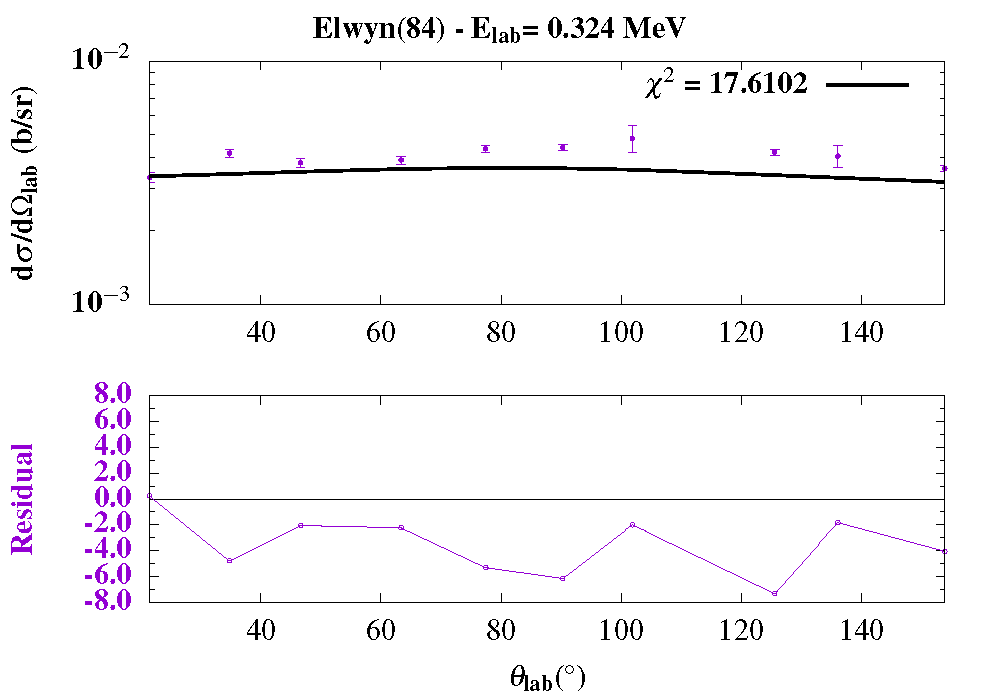 Elwyn(84) - E_lab= 0.324 MeV
10^−2
χ^2 = 17.6102
dσ/dΩ_lab (b/sr)
10^−3
40 60 80 100 120 140
8.0
6.0
4.0
2.0
0.0
-2.0
-4.0
-6.0
-8.0
Residual
40 60 80 100 120 140
θ_lab(°)